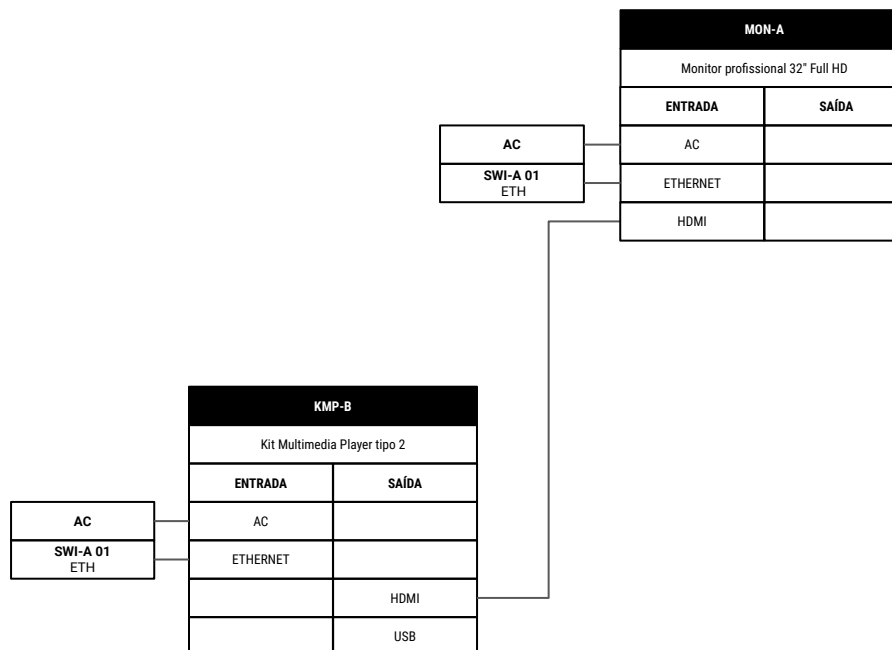 MON-A
Monitor profissional 32" Full HD
ENTRADA SAÍDA
AC AC
SWI-A 01
ETH
ETHERNET
HDMI
KMP-B
Kit Multimedia Player tipo 2
ENTRADA SAÍDA
AC AC
SWI-A 01
ETH
ETHERNET
HDMI
USB